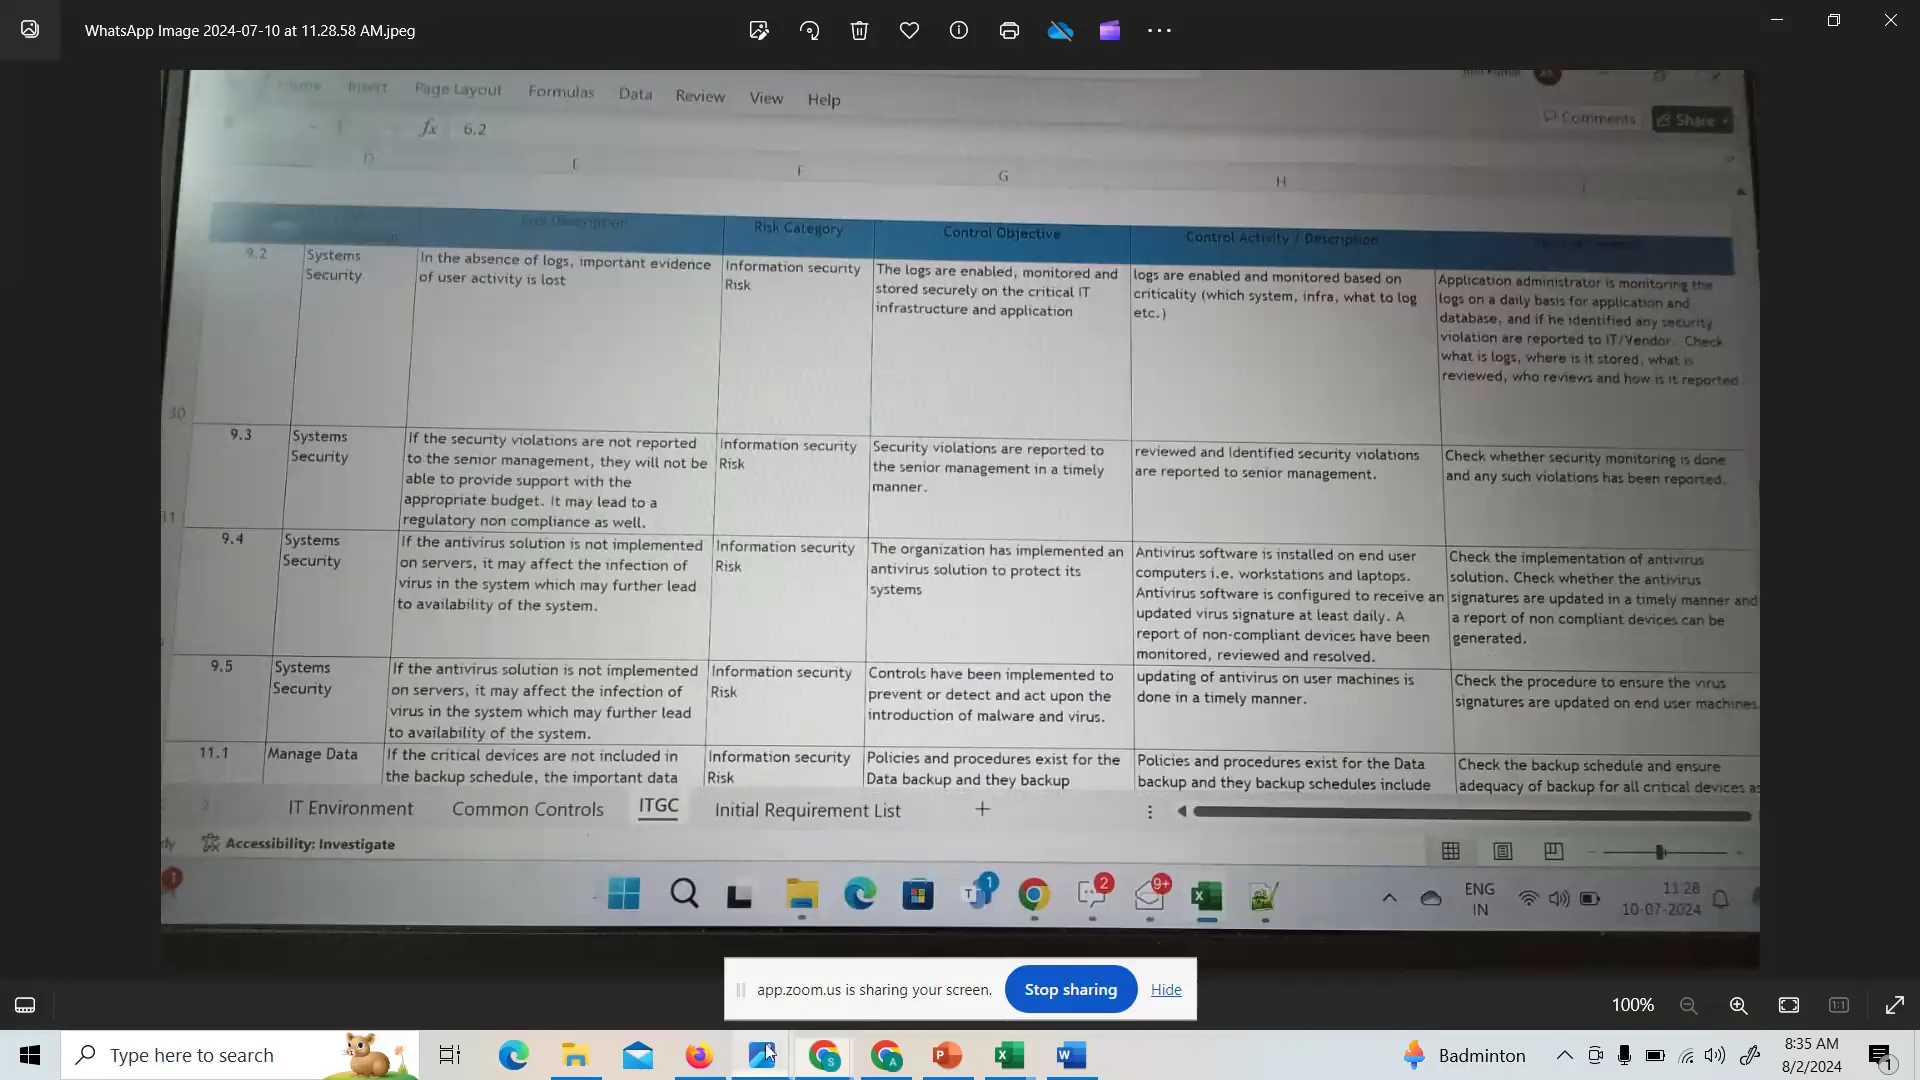 WhatsApp Image 2024-07-10 at 11.28.58 AM.jpeg
Home Insert Page Layout Formulas Data Review View Help
Comments Share
fx 6.2
D E F G H I
Risk Description Risk Category Control Objective Control Activity / Description
9.2 Systems Security
In the absence of logs, important evidence
of user activity is lost
Information security
Risk
The logs are enabled, monitored and
stored securely on the critical IT
infrastructure and application
logs are enabled and monitored based on
criticality (which system, infra, what to log
etc.)
Application administrator is monitoring the
logs on a daily basis for application and
database, and if he identified any security
violation are reported to IT/Vendor. Check
what is logs, where is it stored, what is
reviewed, who reviews and how is it reported
30
9.3 Systems Security
If the security violations are not reported
to the senior management, they will not be
able to provide support with the
appropriate budget. It may lead to a
regulatory non compliance as well.
Information security
Risk
Security violations are reported to
the senior management in a timely
manner.
reviewed and Identified security violations
are reported to senior management.
Check whether security monitoring is done
and any such violations has been reported.
9.4 Systems Security
If the antivirus solution is not implemented
on servers, it may affect the infection of
virus in the system which may further lead
to availability of the system.
Information security
Risk
The organization has implemented an
antivirus solution to protect its
systems
Antivirus software is installed on end user
computers i.e. workstations and laptops.
Antivirus software is configured to receive an
updated virus signature at least daily. A
report of non-compliant devices have been
monitored, reviewed and resolved.
Check the implementation of antivirus
solution. Check whether the antivirus
signatures are updated in a timely manner and
a report of non compliant devices can be
generated.
9.5 Systems Security
If the antivirus solution is not implemented
on servers, it may affect the infection of
virus in the system which may further lead
to availability of the system.
Information security
Risk
Controls have been implemented to
prevent or detect and act upon the
introduction of malware and virus.
updating of antivirus on user machines is
done in a timely manner.
Check the procedure to ensure the virus
signatures are updated on end user machines.
11.1 Manage Data
If the critical devices are not included in
the backup schedule, the important data
Information security
Risk
Policies and procedures exist for the
Data backup and they backup
Policies and procedures exist for the Data
backup and they backup schedules include
Check the backup schedule and ensure
adequacy of backup for all critical devices as
IT Environment Common Controls ITGC Initial Requirement List +
Accessibility: Investigate
1 1 2 9+
ENG
IN
11:28
10-07-2024
app.zoom.us is sharing your screen. Stop sharing Hide
100% 1:1
Type here to search
Badminton
8:35 AM
8/2/2024
1